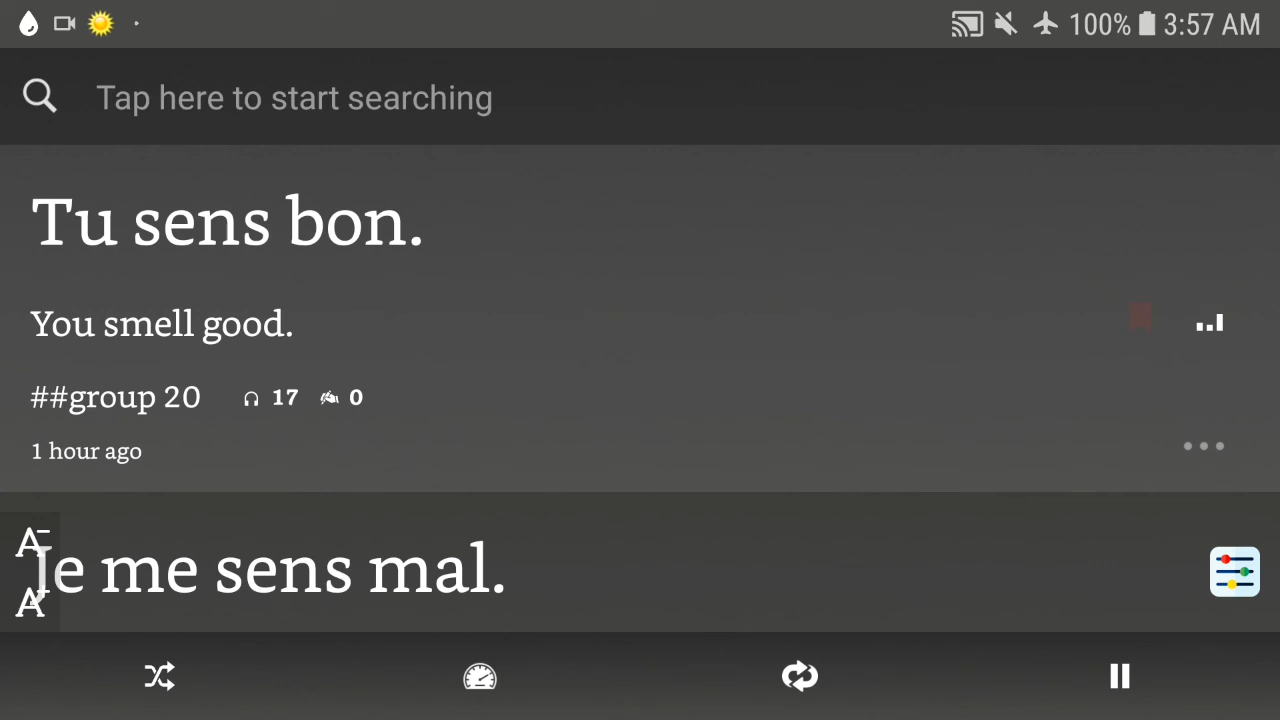 100% 3:57 AM
Tap here to start searching
Tu sens bon.
You smell good.
##group 20 17 0
1 hour ago
Je me sens mal.
A-
A+